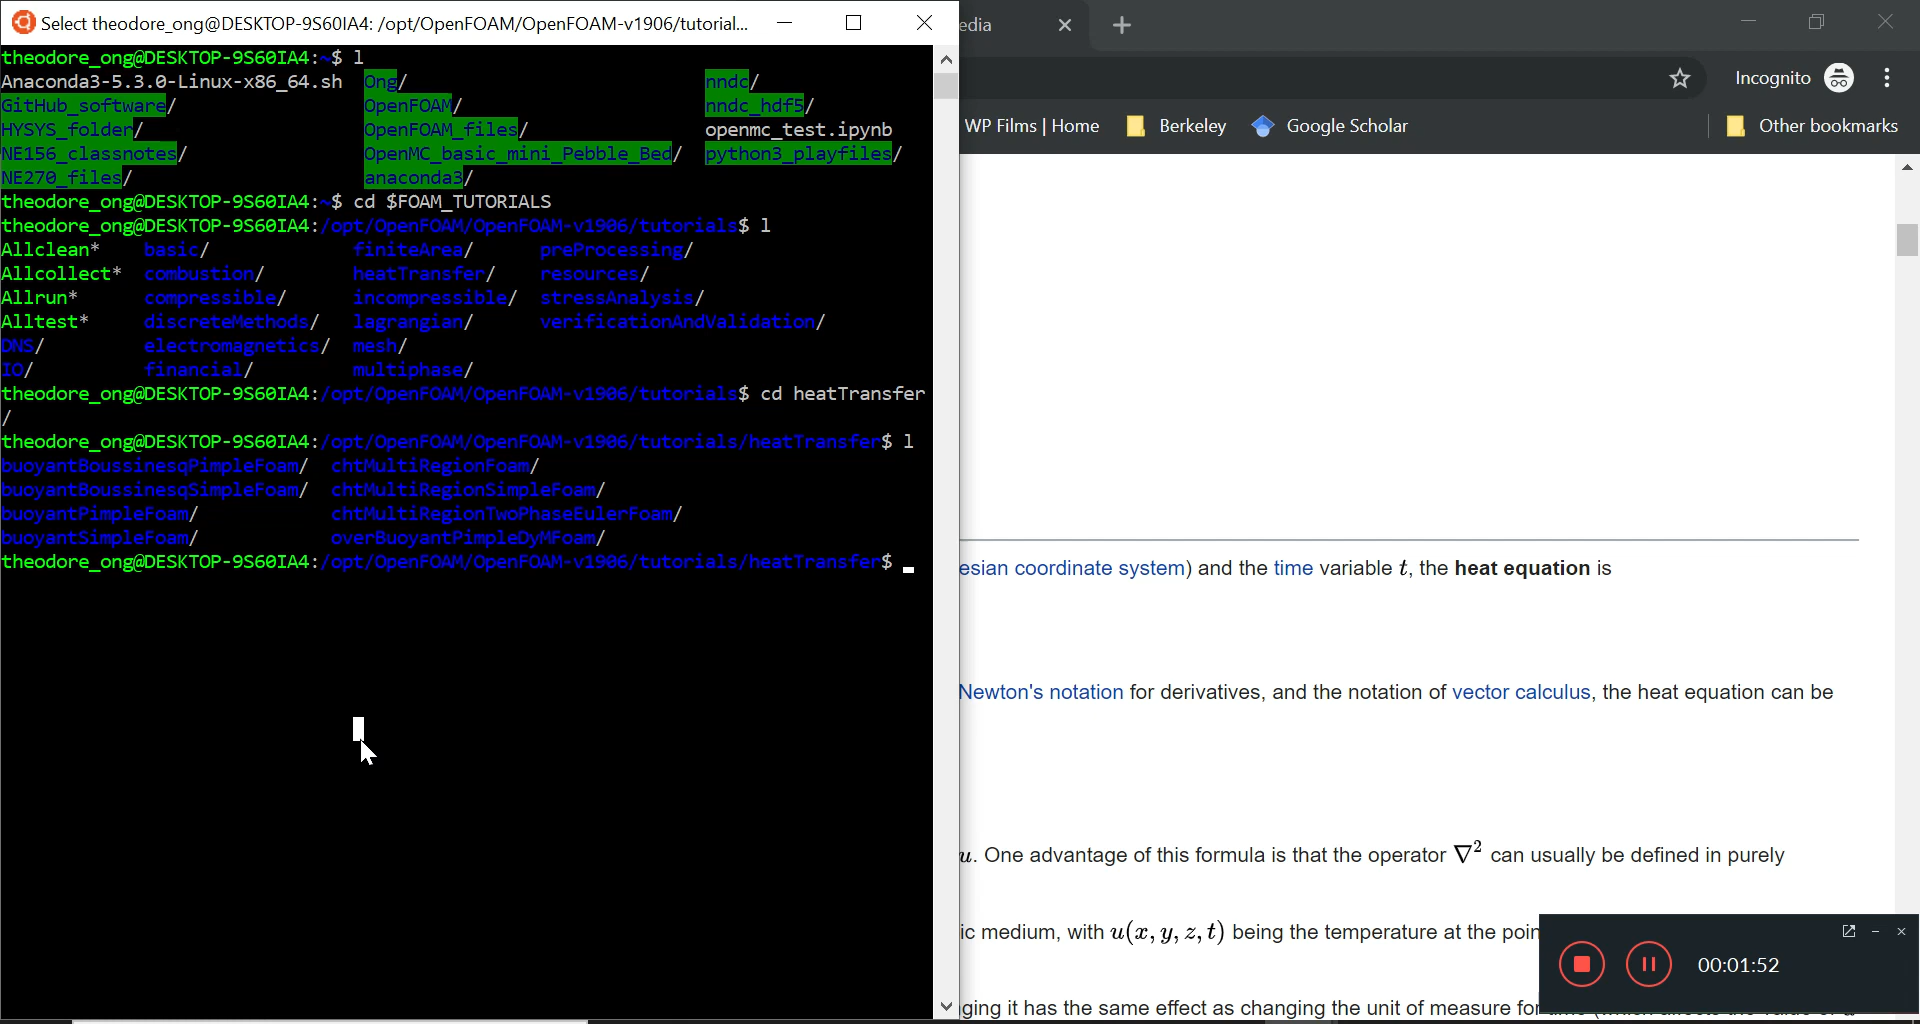 Select theodore_ong@DESKTOP-9S60IA4: /opt/OpenFOAM/OpenFOAM-v1906/tutorial...
theodore_ong@DESKTOP-9S60IA4:~$ l
Anaconda3-5.3.0-Linux-x86_64.sh Ong/ nndc/
GitHub_software/ OpenFOAM/ nndc_hdf5/
HYSYS_folder/ OpenFOAM_files/ openmc_test.ipynb
NE156_classnotes/ OpenMC_basic_mini_Pebble_Bed/ python3_playfiles/
NE270_files/ anaconda3/
theodore_ong@DESKTOP-9S60IA4:~$ cd $FOAM_TUTORIALS
theodore_ong@DESKTOP-9S60IA4:/opt/OpenFOAM/OpenFOAM-v1906/tutorials$ l
Allclean* basic/ finiteArea/ preProcessing/
Allcollect* combustion/ heatTransfer/ resources/
Allrun* compressible/ incompressible/ stressAnalysis/
Alltest* discreteMethods/ lagrangian/ verificationAndValidation/
DNS/ electromagnetics/ mesh/
IO/ financial/ multiphase/
theodore_ong@DESKTOP-9S60IA4:/opt/OpenFOAM/OpenFOAM-v1906/tutorials$ cd heatTransfer
/
theodore_ong@DESKTOP-9S60IA4:/opt/OpenFOAM/OpenFOAM-v1906/tutorials/heatTransfer$ l
buoyantBoussinesqPimpleFoam/ chtMultiRegionFoam/
buoyantBoussinesqSimpleFoam/ chtMultiRegionSimpleFoam/
buoyantPimpleFoam/ chtMultiRegionTwoPhaseEulerFoam/
buoyantSimpleFoam/ overBuoyantPimpleDyMFoam/
theodore_ong@DESKTOP-9S60IA4:/opt/OpenFOAM/OpenFOAM-v1906/tutorials/heatTransfer$
edia
Incognito
WP Films | Home Berkeley Google Scholar Other bookmarks
esian coordinate system) and the time variable t, the heat equation is
Newton's notation for derivatives, and the notation of vector calculus, the heat equation can be
u. One advantage of this formula is that the operator ∇² can usually be defined in purely
ic medium, with u(x, y, z, t) being the temperature at the poin
ging it has the same effect as changing the unit of measure for
00:01:52